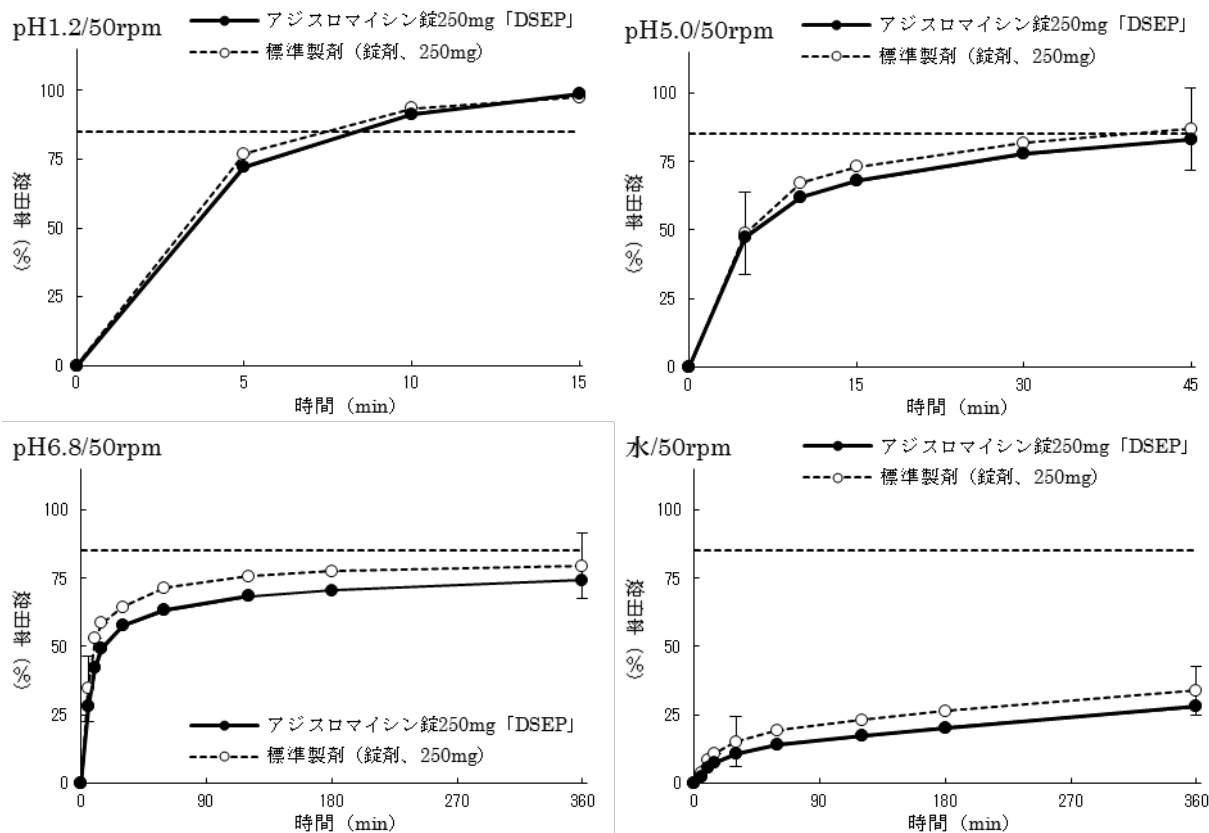 pH1.2/50rpm
アジスロマイシン錠250mg「DSEP」
標準製剤（錠剤、250mg）
100
75
50
25
0
溶出率（%）
0 5 10 15
時間（min）
pH5.0/50rpm
アジスロマイシン錠250mg「DSEP」
標準製剤（錠剤、250mg）
100
75
50
25
0
溶出率（%）
0 15 30 45
時間（min）
pH6.8/50rpm
100
75
50
25
0
溶出率（%）
アジスロマイシン錠250mg「DSEP」
標準製剤（錠剤、250mg）
0 90 180 270 360
時間（min）
水/50rpm
アジスロマイシン錠250mg「DSEP」
標準製剤（錠剤、250mg）
100
75
50
25
0
溶出率（%）
0 90 180 270 360
時間（min）